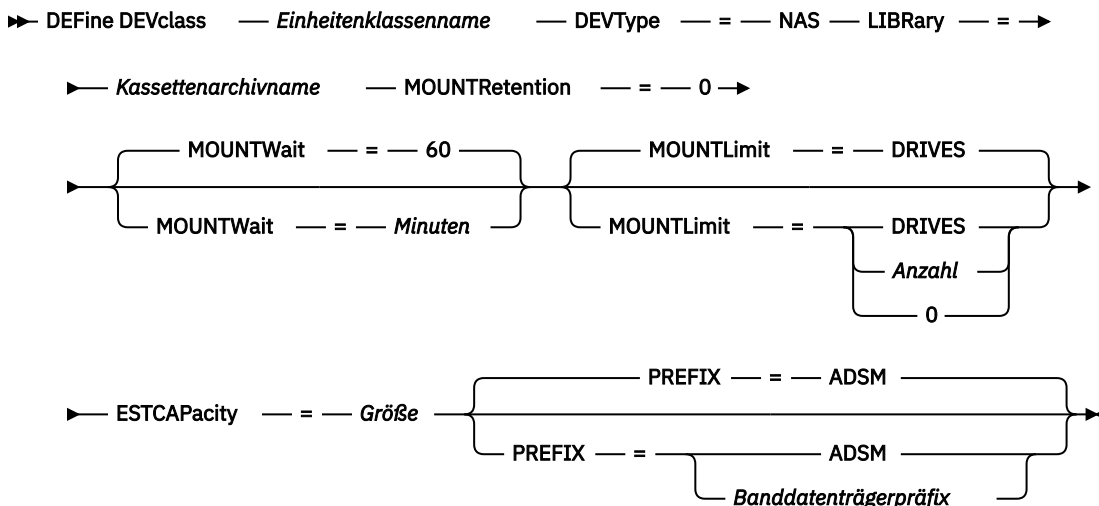 DEFine DEVclass Einheitenklassenname DEVType = NAS LIBRary =
Kassettenarchivname MOUNTRetention = 0
MOUNTWait = 60 MOUNTLimit = DRIVES
MOUNTWait = Minuten MOUNTLimit = DRIVES
Anzahl
0
PREFIX = ADSM
ESTCAPacity = Größe
PREFIX = ADSM
Banddatenträgerpräfix